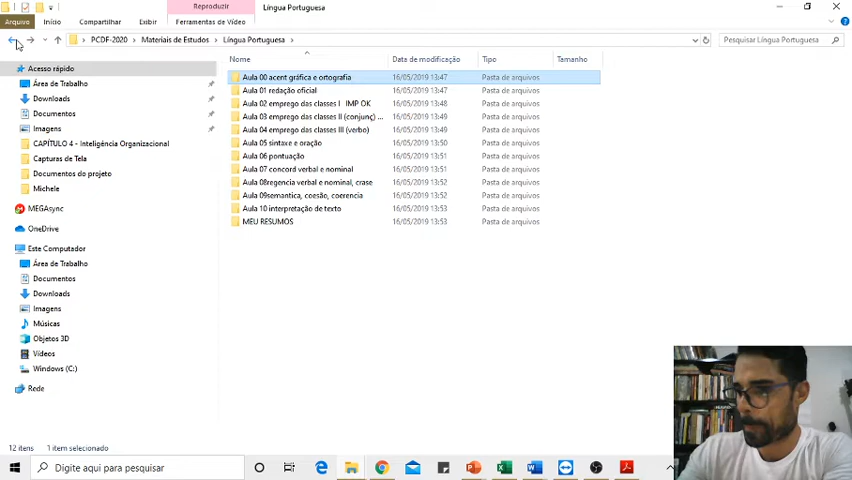 Reproduzir
Língua Portuguesa
Arquivo Início Compartilhar Exibir Ferramentas de Vídeo
PCDF-2020 › Materiais de Estudos › Língua Portuguesa ›
Pesquisar Língua Portuguesa
Nome Data de modificação Tipo Tamanho
Acesso rápido
Área de Trabalho
Downloads
Documentos
Imagens
CAPÍTULO 4 - Inteligência Organizacional
Capturas de Tela
Documentos do projeto
Michele
MEGAsync
OneDrive
Este Computador
Área de Trabalho
Documentos
Downloads
Imagens
Músicas
Objetos 3D
Vídeos
Windows (C:)
Rede
Aula 00 acent gráfica e ortografia 16/05/2019 13:47 Pasta de arquivos
Aula 01 redação oficial 16/05/2019 13:47 Pasta de arquivos
Aula 02 emprego das classes I IMP OK 16/05/2019 13:48 Pasta de arquivos
Aula 03 emprego das classes II (conjunç) ... 16/05/2019 13:49 Pasta de arquivos
Aula 04 emprego das classes III (verbo) 16/05/2019 13:49 Pasta de arquivos
Aula 05 sintaxe e oração 16/05/2019 13:50 Pasta de arquivos
Aula 06 pontuação 16/05/2019 13:51 Pasta de arquivos
Aula 07 concord verbal e nominal 16/05/2019 13:51 Pasta de arquivos
Aula 08regencia verbal e nominal, crase 16/05/2019 13:52 Pasta de arquivos
Aula 09semantica, coesão, coerencia 16/05/2019 13:52 Pasta de arquivos
Aula 10 interpretação de texto 16/05/2019 13:53 Pasta de arquivos
MEU RESUMOS 16/05/2019 13:53 Pasta de arquivos
12 itens 1 item selecionado
Digite aqui para pesquisar